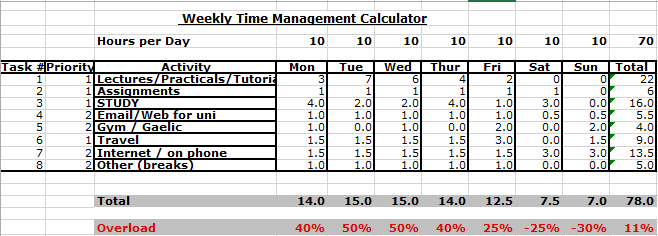 Weekly Time Management Calculator
Hours per Day 10 10 10 10 10 10 10 70
Task # Priority Activity Mon Tue Wed Thur Fri Sat Sun Total
1 1 Lectures/Practicals/Tutoria 3 7 6 4 2 0 0 22
2 1 Assignments 1 1 1 1 1 1 0 6
3 1 STUDY 4.0 2.0 2.0 4.0 1.0 3.0 0.0 16.0
4 2 Email/Web for uni 1.0 1.0 1.0 1.0 1.0 0.5 0.5 5.5
5 2 Gym / Gaelic 1.0 0.0 1.0 0.0 2.0 0.0 2.0 4.0
6 1 Travel 1.5 1.5 1.5 1.5 3.0 0.0 1.5 9.0
7 2 Internet / on phone 1.5 1.5 1.5 1.5 1.5 3.0 3.0 13.5
8 2 Other (breaks) 1.0 1.0 1.0 1.0 1.0 0.0 0.0 5.0
Total 14.0 15.0 15.0 14.0 12.5 7.5 7.0 78.0
Overload 40% 50% 50% 40% 25% -25% -30% 11%